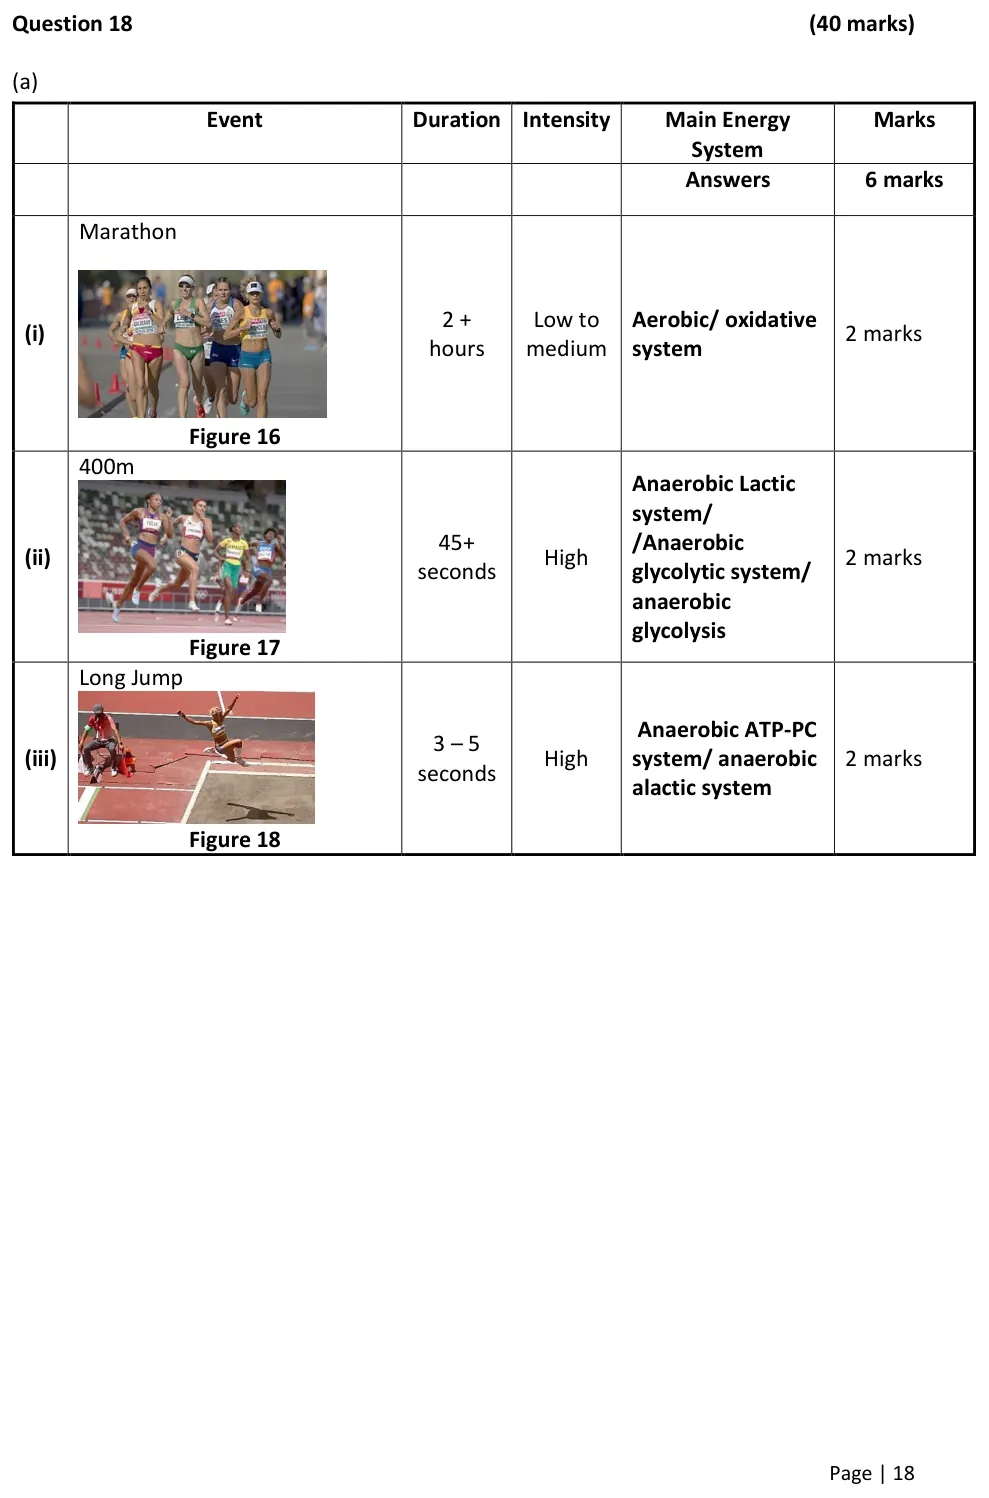 Question 18 (40 marks)
(a)
Event Duration Intensity Main Energy System Marks
Answers 6 marks
Marathon
(i)
2 +
hours
Low to
medium
Aerobic/ oxidative
system
2 marks
Figure 16
400m
(ii)
45+
seconds
High
Anaerobic Lactic
system/
/Anaerobic
glycolytic system/
anaerobic
glycolysis
2 marks
Figure 17
Long Jump
(iii)
3 – 5
seconds
High
Anaerobic ATP-PC
system/ anaerobic
alactic system
2 marks
Figure 18
Page | 18